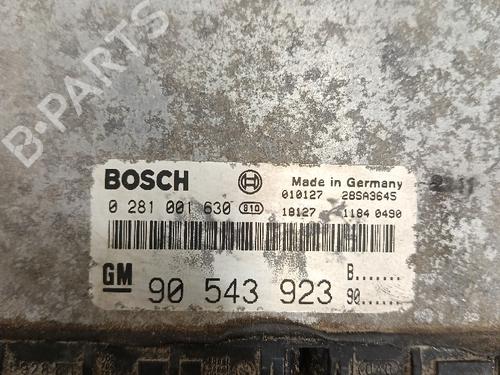 B-PARTS
BOSCH
Made in Germany
010127 28SA3645
0 281 001 630 810
18127 1184 0490
GM 90 543 923
B.......
90......